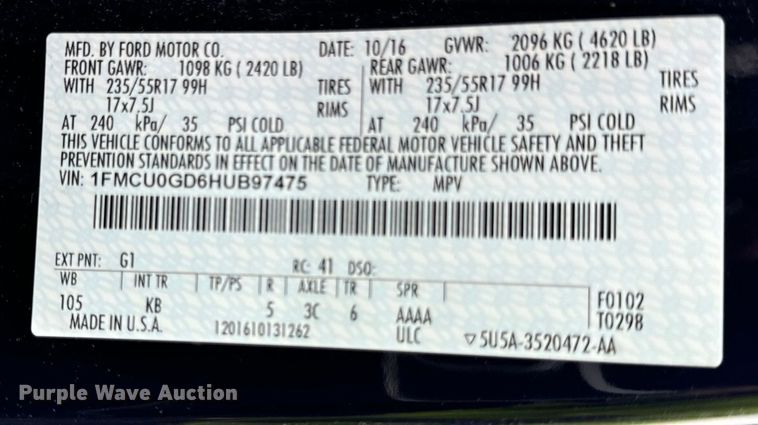 MFD. BY FORD MOTOR CO. DATE: 10/16 GVWR: 2096 KG ( 4620 LB)
FRONT GAWR: 1098 KG ( 2420 LB) REAR GAWR: 1006 KG ( 2218 LB)
WITH 235/55R17 99H TIRES WITH 235/55R17 99H TIRES
17x7.5J RIMS 17x7.5J RIMS
AT 240 kPa/ 35 PSI COLD AT 240 kPa/ 35 PSI COLD
THIS VEHICLE CONFORMS TO ALL APPLICABLE FEDERAL MOTOR VEHICLE SAFETY AND THEFT
PREVENTION STANDARDS IN EFFECT ON THE DATE OF MANUFACTURE SHOWN ABOVE.
VIN: 1FMCU0GD6HUB97475 TYPE: MPV
EXT PNT: G1 RC: 41 DSO:
WB INT TR TP/PS R AXLE TR SPR
105 KB 5 3C 6 AAAA F0102
MADE IN U.S.A. 1201610131262 ULC T0298
5U5A-3520472-AA
Purple Wave Auction